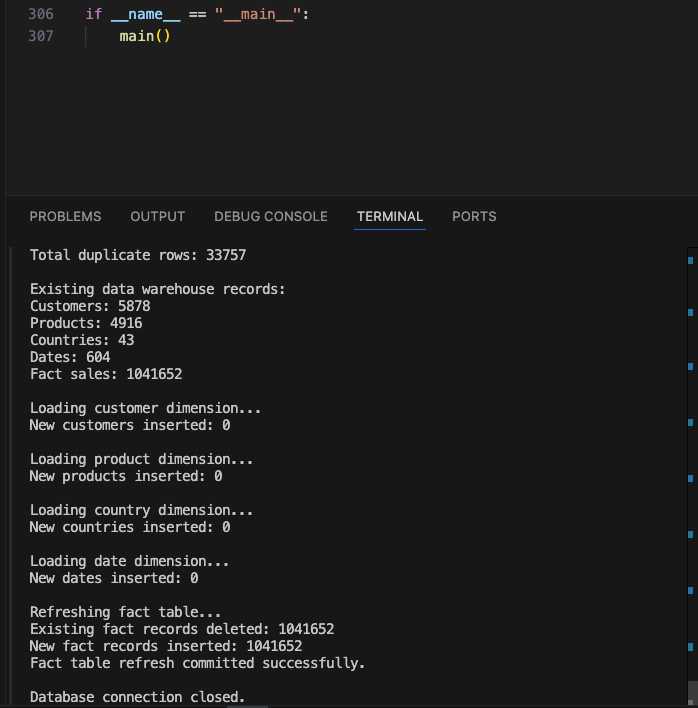 306 if __name__ == "__main__":
307 main()
PROBLEMS OUTPUT DEBUG CONSOLE TERMINAL PORTS
Total duplicate rows: 33757
Existing data warehouse records:
Customers: 5878
Products: 4916
Countries: 43
Dates: 604
Fact sales: 1041652
Loading customer dimension...
New customers inserted: 0
Loading product dimension...
New products inserted: 0
Loading country dimension...
New countries inserted: 0
Loading date dimension...
New dates inserted: 0
Refreshing fact table...
Existing fact records deleted: 1041652
New fact records inserted: 1041652
Fact table refresh committed successfully.
Database connection closed.